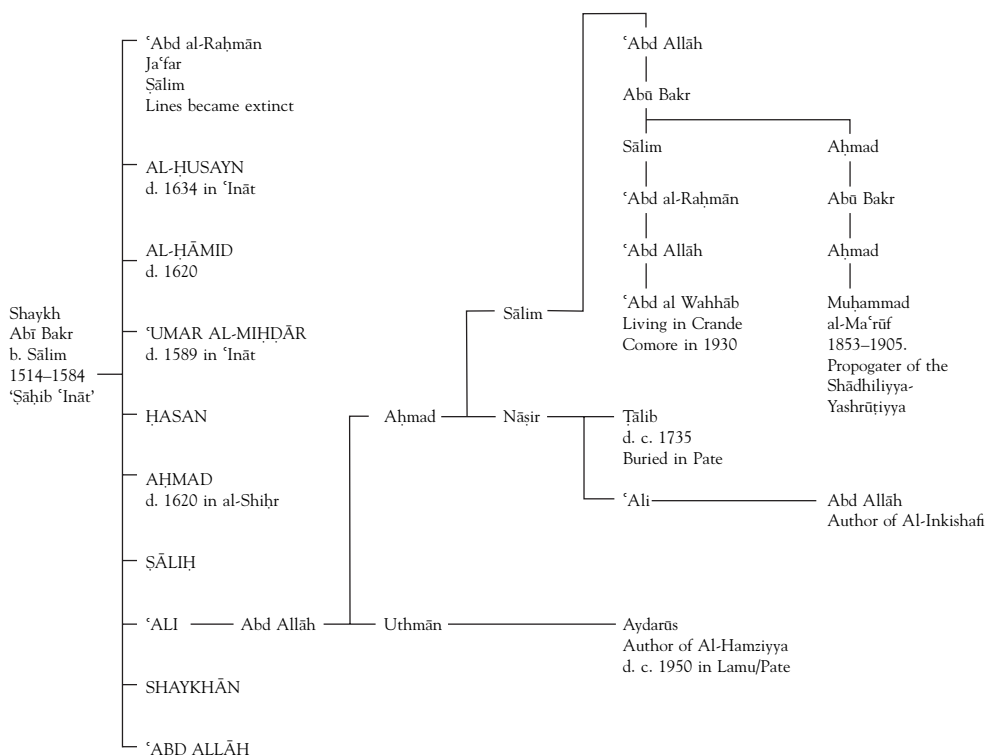 Shaykh
Abī Bakr
b. Sālim
1514–1584
‘Ṣāḥib ʿInāt’
ʿAbd al-Raḥmān
Jaʿfar
Ṣālim
Lines became extinct
AL-ḤUSAYN
d. 1634 in ʿInāt
AL-ḤĀMID
d. 1620
ʿUMAR AL-MIḤḌĀR
d. 1589 in ʿInāt
ḤASAN
AḤMAD
d. 1620 in al-Shiḥr
ṢĀLIḤ
ʿALI
SHAYKHĀN
ʿABD ALLĀH
Abd Allāh
Aḥmad
Uthmān
Sālim
Nāṣir
ʿAbd Allāh
Abū Bakr
Sālim
ʿAbd al-Raḥmān
ʿAbd Allāh
ʿAbd al Wahhāb
Living in Crande
Comore in 1930
Aḥmad
Abū Bakr
Aḥmad
Muḥammad
al-Maʿrūf
1853–1905.
Propogater of the
Shādhiliyya-
Yashrūṭiyya
Ṭālib
d. c. 1735
Buried in Pate
ʿAli
Abd Allāh
Author of Al-Inkishafi
Aydarūs
Author of Al-Hamziyya
d. c. 1950 in Lamu/Pate